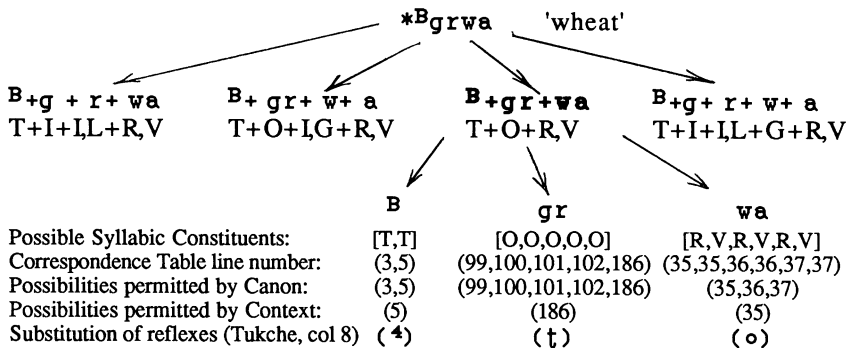 *ᴮgrwa 'wheat'
ᴮ+g + r+ wa ᴮ+ gr+ w+ a ᴮ+gr+wa ᴮ+g+ r+ w+ a
T+I+I,L+R,V T+O+I,G+R,V T+O+R,V T+I+I,L+G+R,V
B gr wa
Possible Syllabic Constituents: [T,T] [O,O,O,O,O] [R,V,R,V,R,V]
Correspondence Table line number: (3,5) (99,100,101,102,186) (35,35,36,36,37,37)
Possibilities permitted by Canon: (3,5) (99,100,101,102,186) (35,36,37)
Possibilities permitted by Context: (5) (186) (35)
Substitution of reflexes (Tukche, col 8) (⁴) (ʈ) (o)